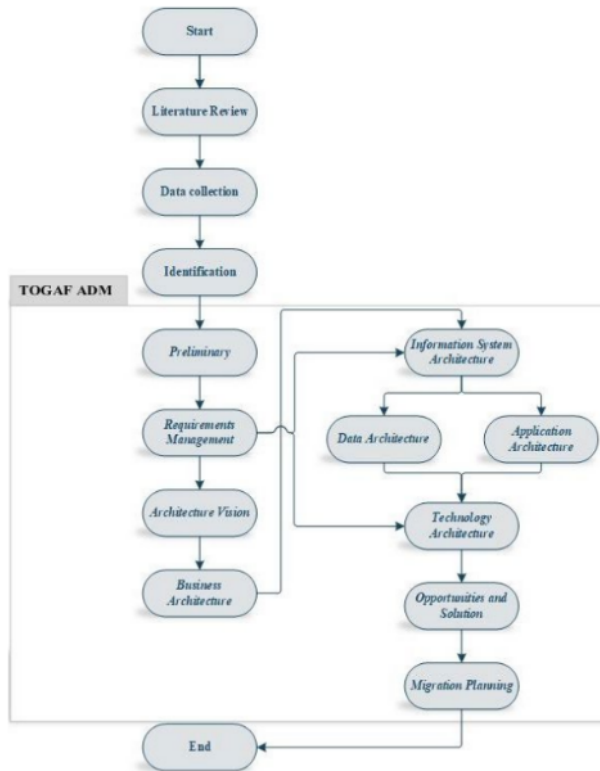 Start
Literature Review
Data collection
Identification
TOGAF ADM
Preliminary
Requirements
Management
Architecture Vision
Business
Architecture
Information System
Architecture
Data Architecture
Application
Architecture
Technology
Architecture
Opportunities and
Solution
Migration Planning
End